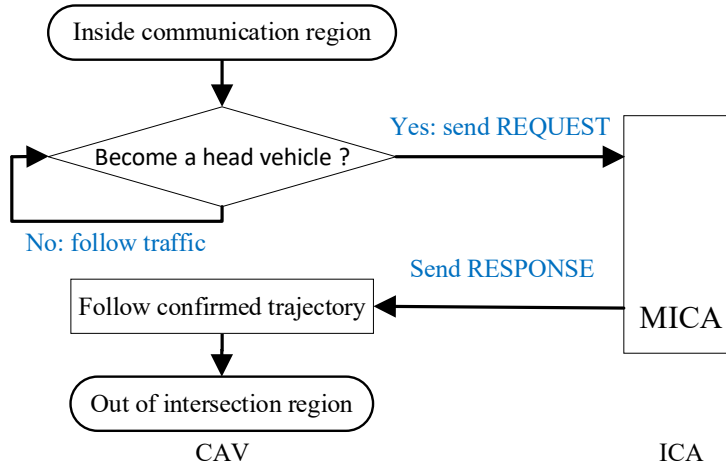 Inside communication region
Yes: send REQUEST
Become a head vehicle ?
No: follow traffic
Send RESPONSE
Follow confirmed trajectory
MICA
Out of intersection region
CAV
ICA